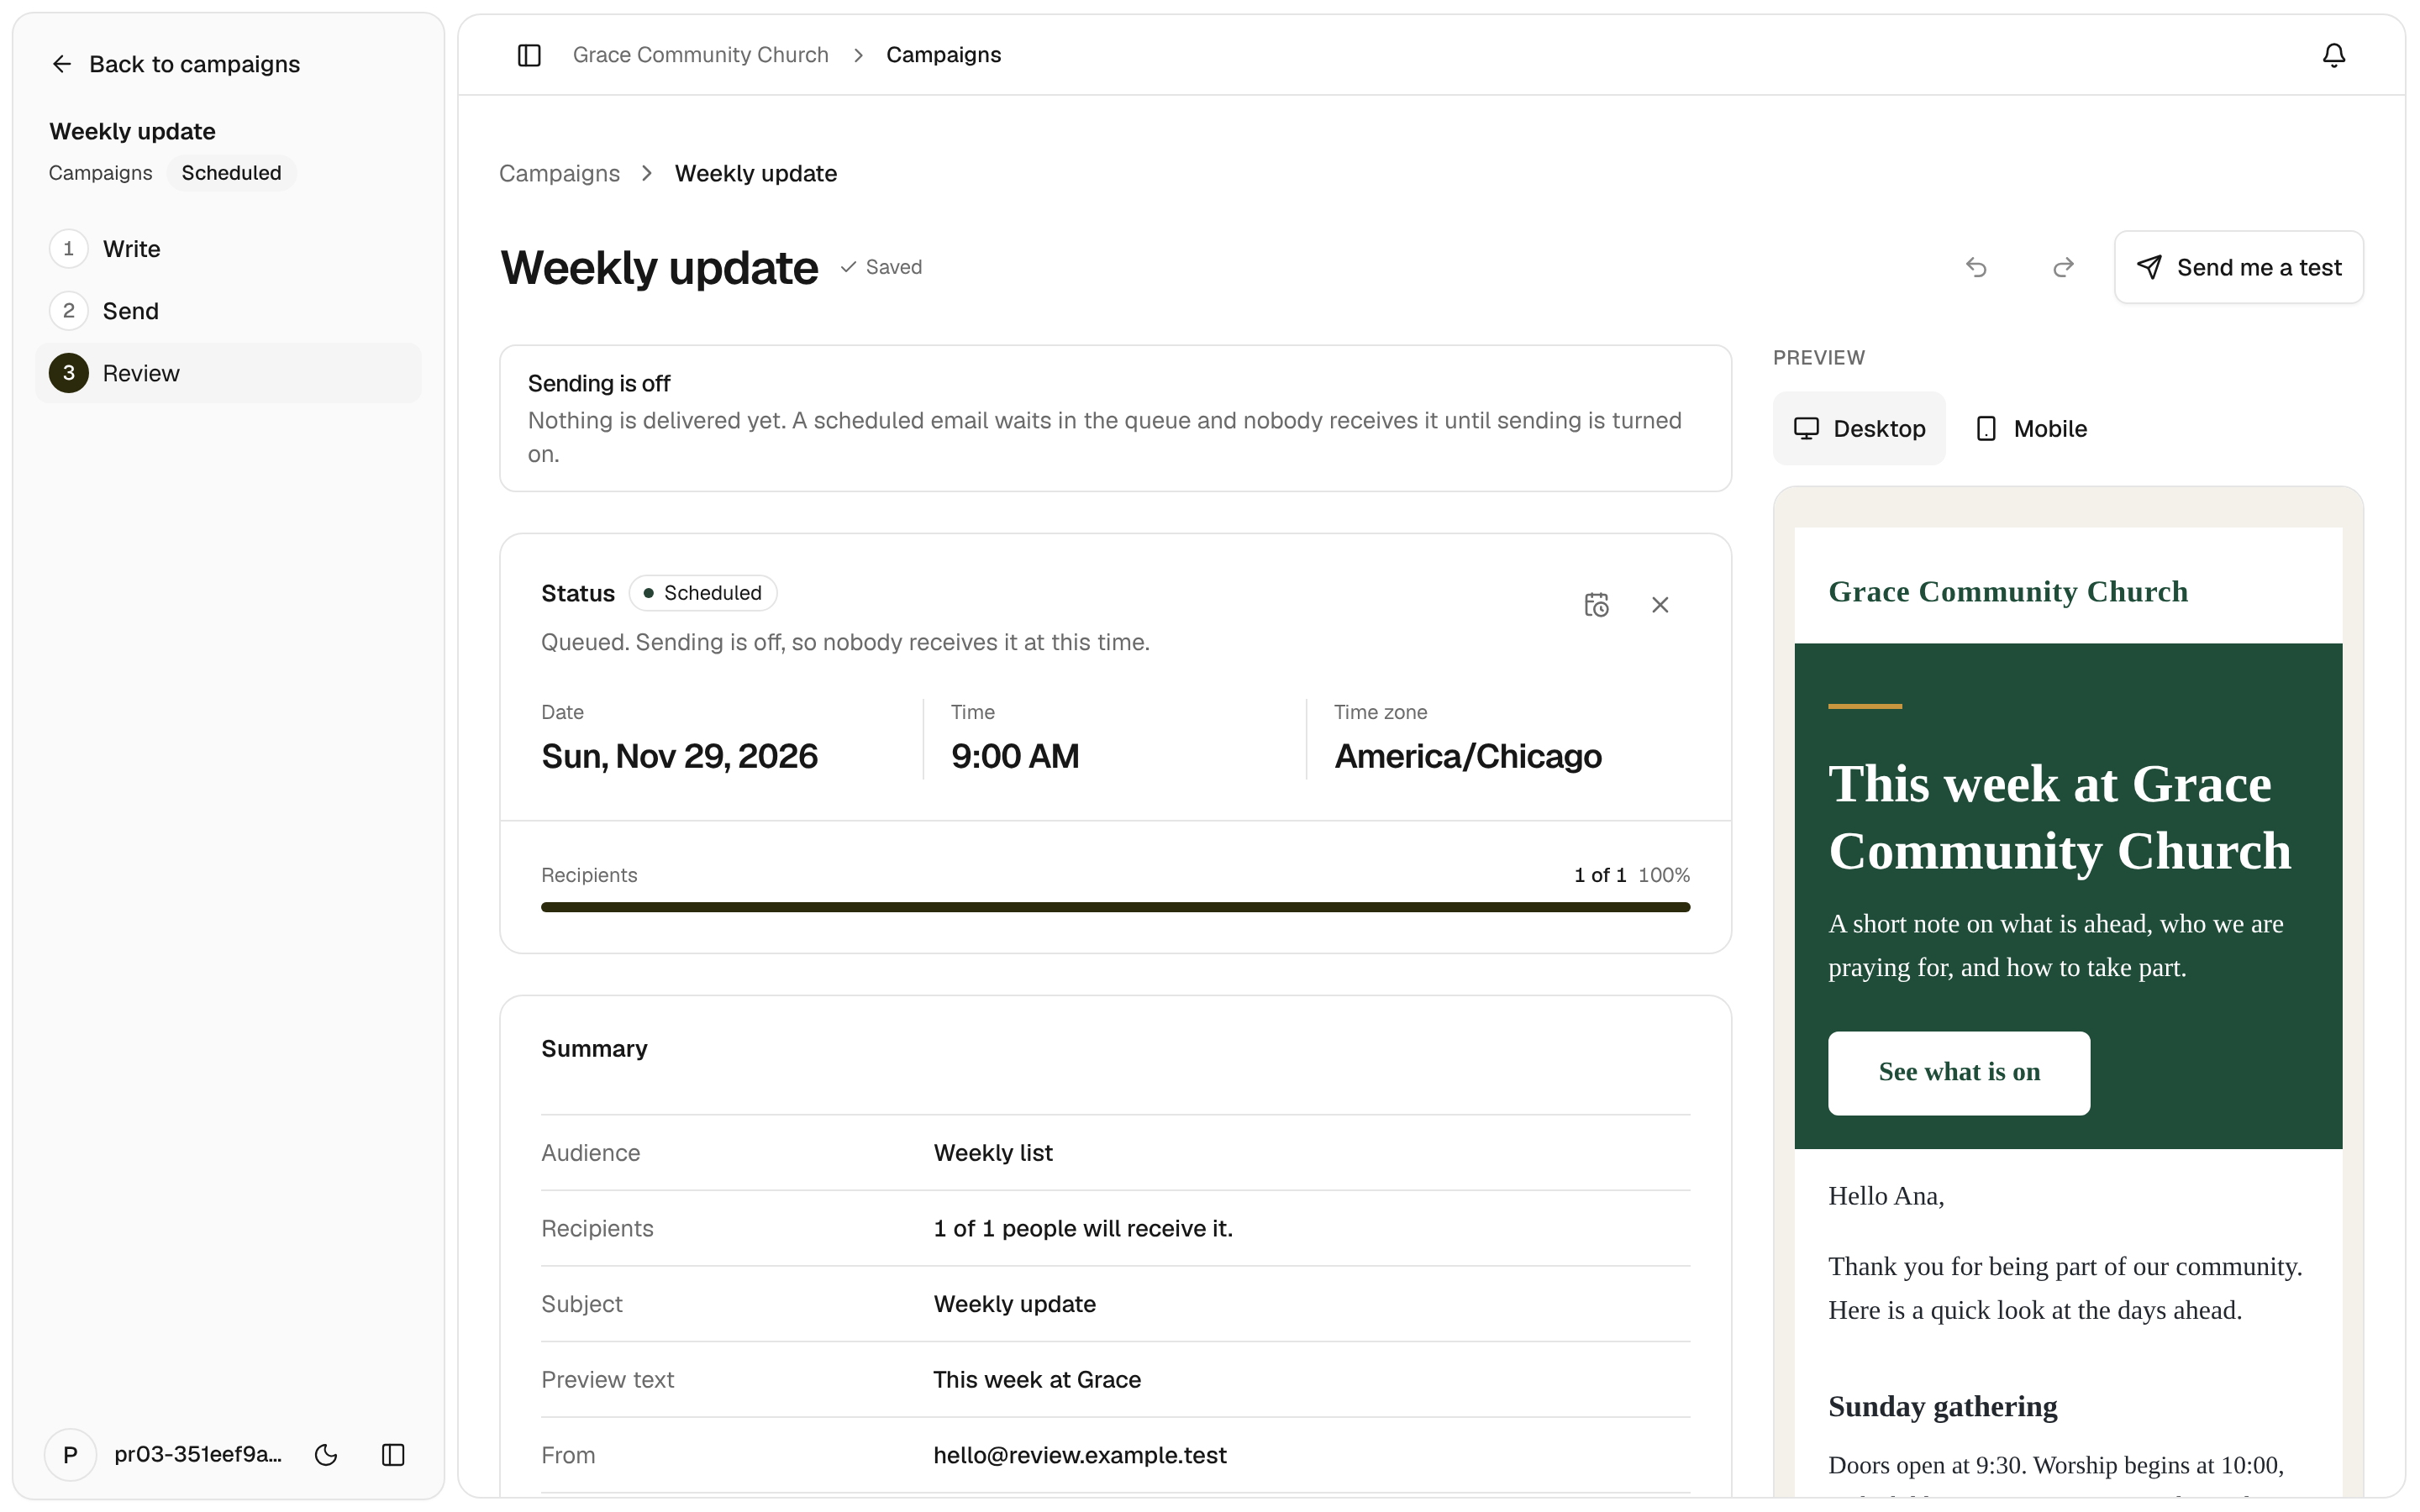 Back to campaigns
Weekly update
Campaigns Scheduled
1 Write
2 Send
3 Review
P pr03-351eef9a...
Grace Community Church > Campaigns
Campaigns > Weekly update
Weekly update Saved
Send me a test
Sending is off
Nothing is delivered yet. A scheduled email waits in the queue and nobody receives it until sending is turned
on.
Status Scheduled
Queued. Sending is off, so nobody receives it at this time.
Date Time Time zone
Sun, Nov 29, 2026 9:00 AM America/Chicago
Recipients 1 of 1 100%
Summary
Audience Weekly list
Recipients 1 of 1 people will receive it.
Subject Weekly update
Preview text This week at Grace
From hello@review.example.test
PREVIEW
Desktop Mobile
Grace Community Church
This week at Grace
Community Church
A short note on what is ahead, who we are
praying for, and how to take part.
See what is on
Hello Ana,
Thank you for being part of our community.
Here is a quick look at the days ahead.
Sunday gathering
Doors open at 9:30. Worship begins at 10:00,